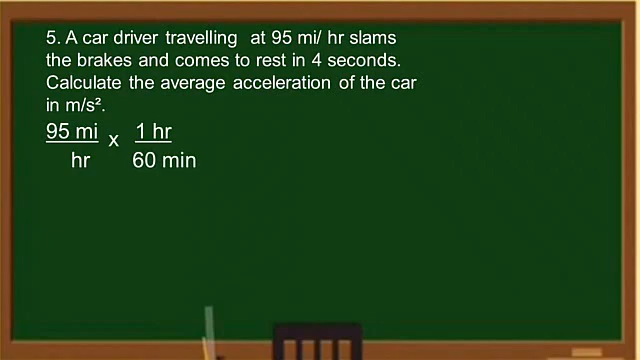 5. A car driver travelling at 95 mi/ hr slams
the brakes and comes to rest in 4 seconds.
Calculate the average acceleration of the car
in m/s².
95 mi x 1 hr
hr 60 min